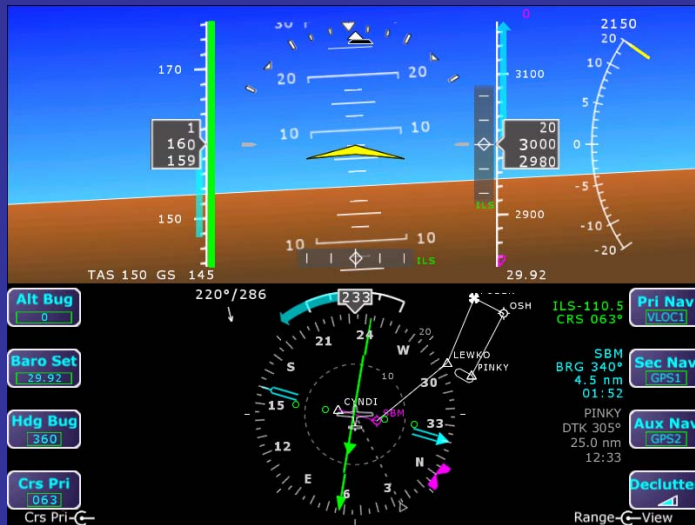 0
30
2150
20
170
20
20
3100
10
1
160
159
10
10
5
20
3000
2980
0
-5
150
2900
-10
10
10
ILS
ILS
-20
TAS 150 GS 145
29.92
Alt Bug
0
220°/286
233
OSH
ILS-110.5
CRS 063°
Pri Nav
VLOC1
21
24
W
20
LEWKO
PINKY
Baro Set
29.92
S
10
30
SBM
BRG 340°
4.5 nm
01:52
Sec Nav
GPS1
15
CYNDI
SBM
33
Hdg Bug
360
12
N
PINKY
DTK 305°
25.0 nm
12:33
Aux Nav
GPS2
E
6
3
Crs Pri
063
Declutte
Crs Pri
Range
View